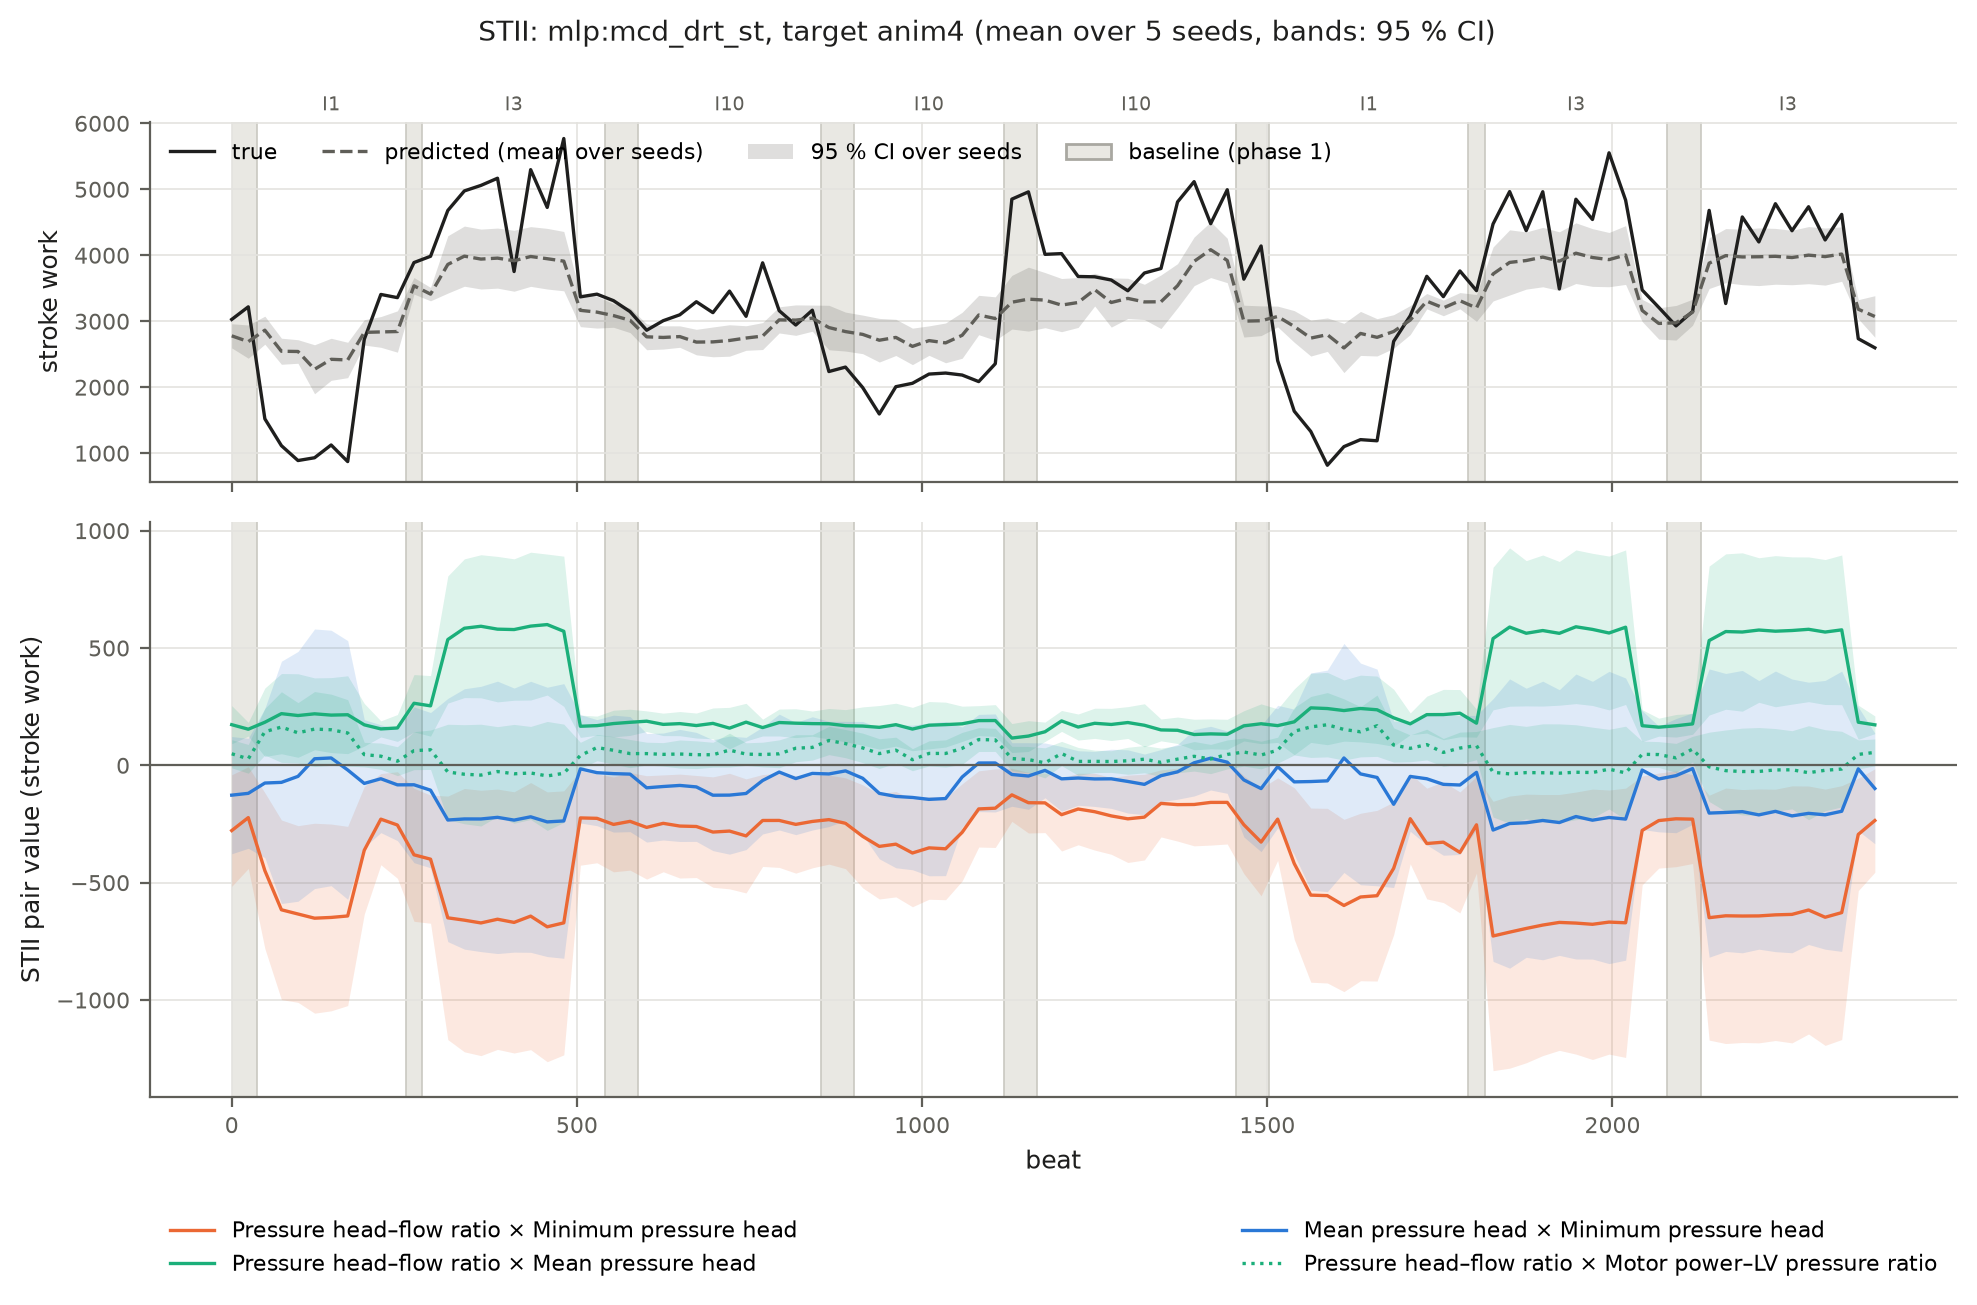 STII: mlp:mcd_drt_st, target anim4 (mean over 5 seeds, bands: 95 % CI)
I1 I3 I10 I10 I10 I1 I3 I3
true predicted (mean over seeds) 95 % CI over seeds baseline (phase 1)
6000
5000
4000
3000
2000
1000
stroke work
1000
500
0
−500
−1000
STII pair value (stroke work)
0 500 1000 1500 2000
beat
Pressure head–flow ratio × Minimum pressure head
Pressure head–flow ratio × Mean pressure head
Mean pressure head × Minimum pressure head
Pressure head–flow ratio × Motor power–LV pressure ratio